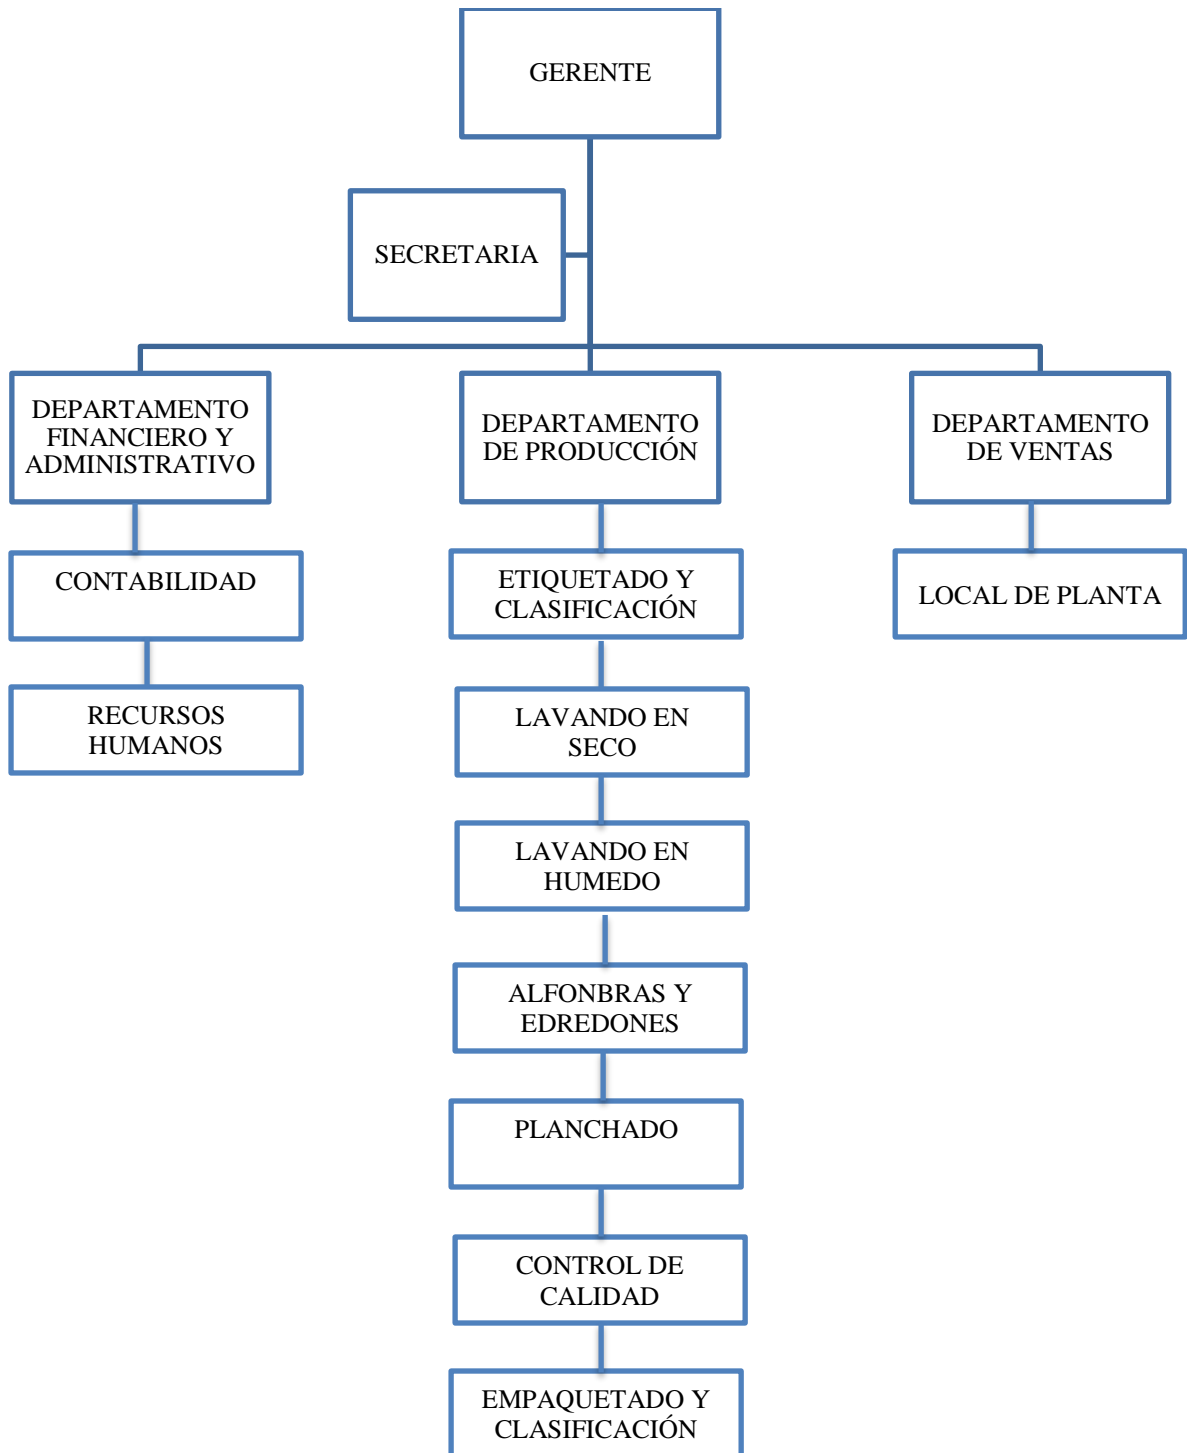 GERENTE
SECRETARIA
DEPARTAMENTO
FINANCIERO Y
ADMINISTRATIVO
DEPARTAMENTO
DE PRODUCCIÓN
DEPARTAMENTO
DE VENTAS
CONTABILIDAD
ETIQUETADO Y
CLASIFICACIÓN
LOCAL DE PLANTA
RECURSOS
HUMANOS
LAVANDO EN
SECO
LAVANDO EN
HUMEDO
ALFONBRAS Y
EDREDONES
PLANCHADO
CONTROL DE
CALIDAD
EMPAQUETADO Y
CLASIFICACIÓN